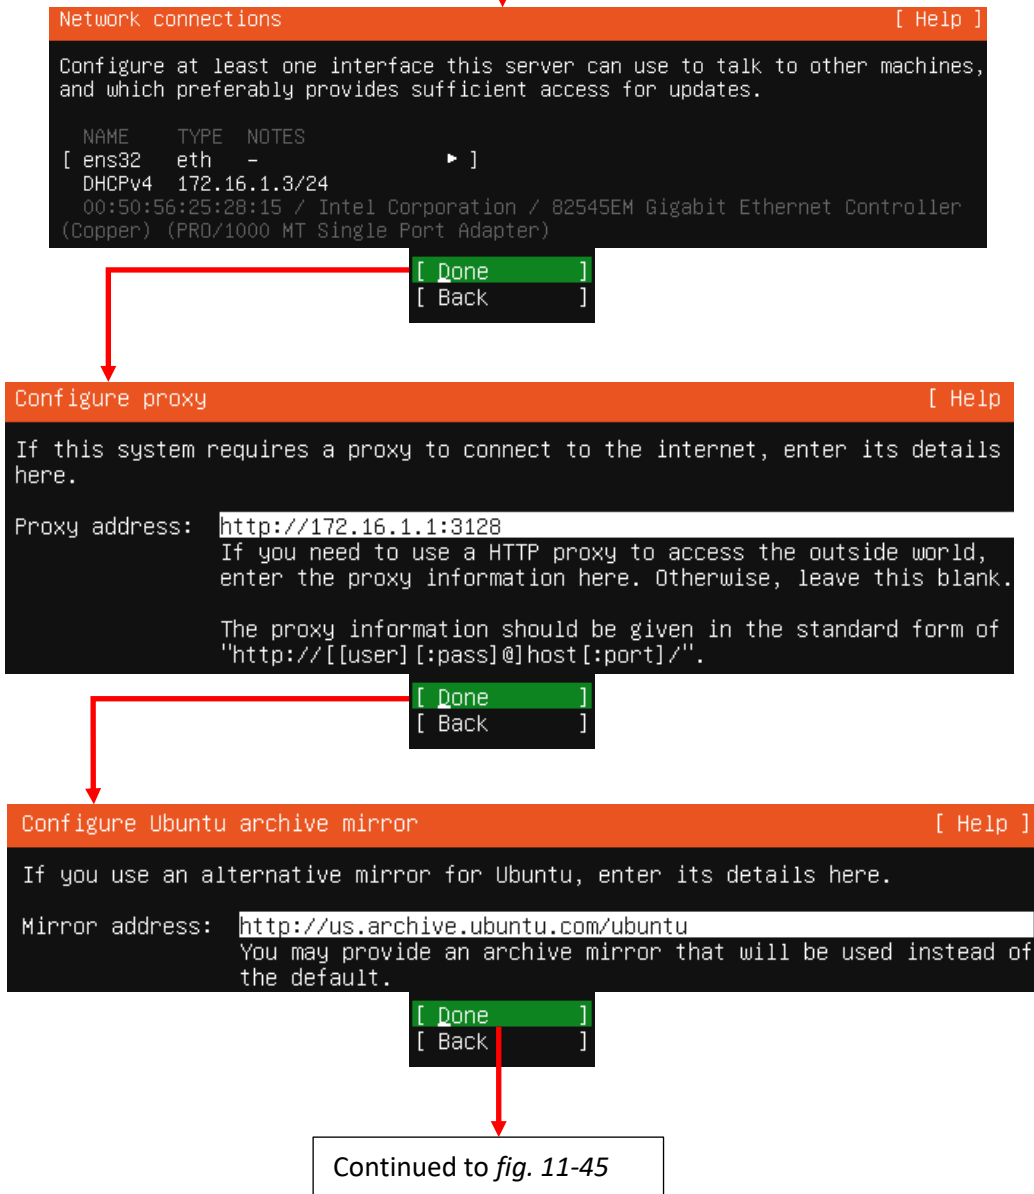 Network connections [ Help ]
Configure at least one interface this server can use to talk to other machines,
and which preferably provides sufficient access for updates.
NAME TYPE NOTES
[ ens32 eth – ▸ ]
DHCPv4 172.16.1.3/24
00:50:56:25:28:15 / Intel Corporation / 82545EM Gigabit Ethernet Controller
(Copper) (PRO/1000 MT Single Port Adapter)
[ Done ]
[ Back ]
Configure proxy [ Help
If this system requires a proxy to connect to the internet, enter its details
here.
Proxy address: http://172.16.1.1:3128
If you need to use a HTTP proxy to access the outside world,
enter the proxy information here. Otherwise, leave this blank.
The proxy information should be given in the standard form of
"http://[[user][:pass]@]host[:port]/".
[ Done ]
[ Back ]
Configure Ubuntu archive mirror [ Help ]
If you use an alternative mirror for Ubuntu, enter its details here.
Mirror address: http://us.archive.ubuntu.com/ubuntu
You may provide an archive mirror that will be used instead of
the default.
[ Done ]
[ Back ]
Continued to fig. 11-45